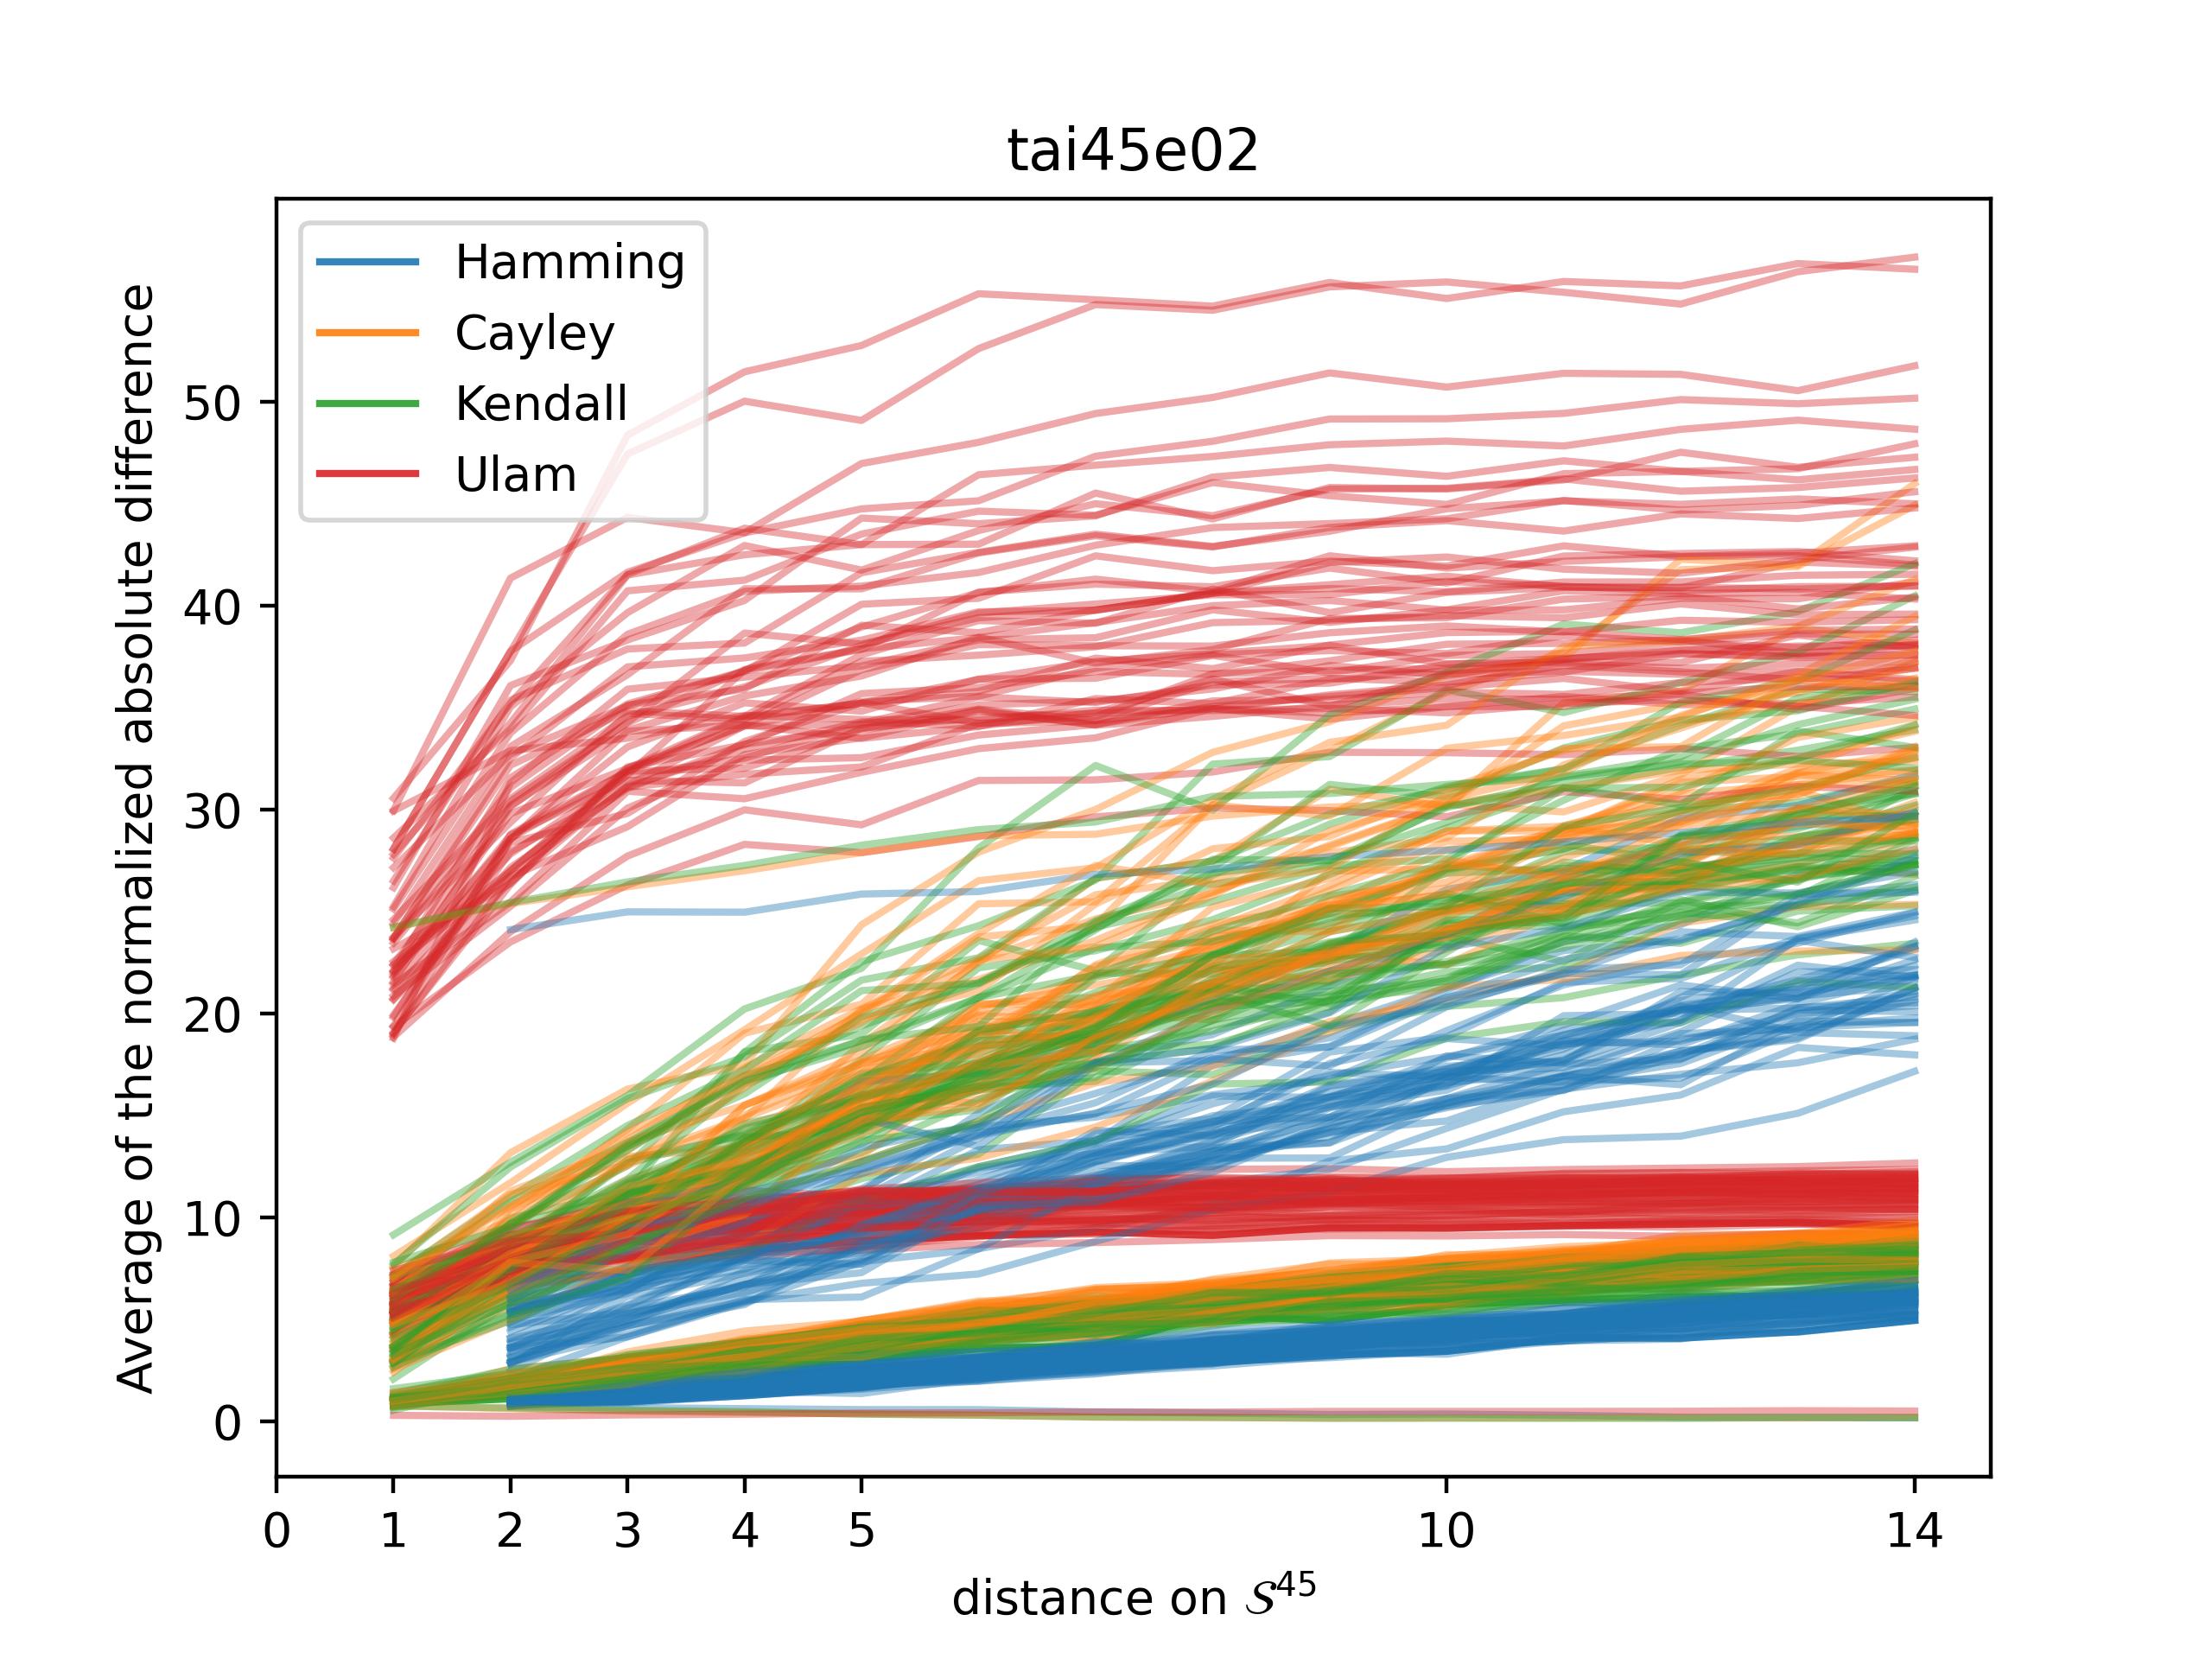 tai45e02
Average of the normalized absolute difference
Hamming
Cayley
Kendall
Ulam
50
40
30
20
10
0
0 1 2 3 4 5 10 14
distance on 𝒮⁴⁵